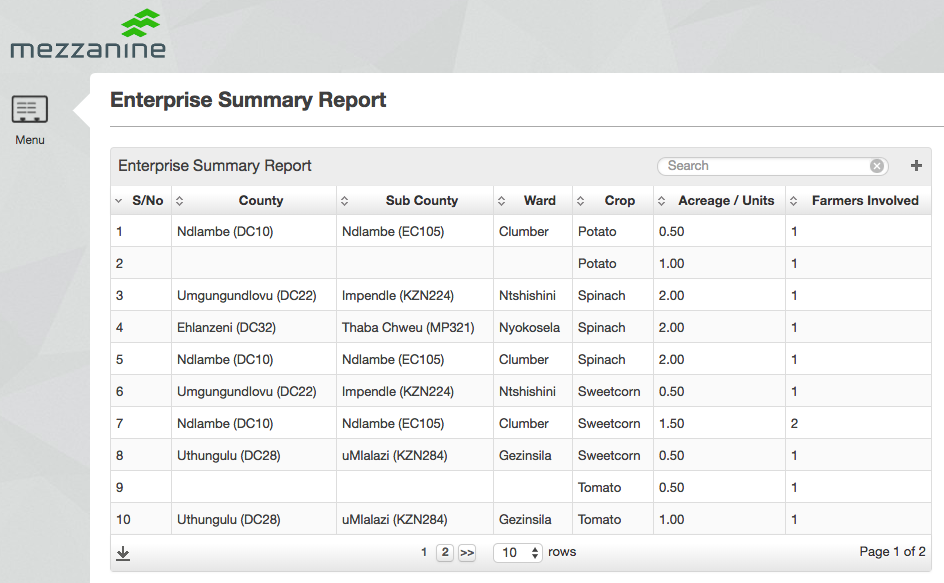 mezzanine
Menu
Enterprise Summary Report
Enterprise Summary Report Search
S/No County Sub County Ward Crop Acreage / Units Farmers Involved
1 Ndlambe (DC10) Ndlambe (EC105) Clumber Potato 0.50 1
2 Potato 1.00 1
3 Umgungundlovu (DC22) Impendle (KZN224) Ntshishini Spinach 2.00 1
4 Ehlanzeni (DC32) Thaba Chweu (MP321) Nyokosela Spinach 2.00 1
5 Ndlambe (DC10) Ndlambe (EC105) Clumber Spinach 2.00 1
6 Umgungundlovu (DC22) Impendle (KZN224) Ntshishini Sweetcorn 0.50 1
7 Ndlambe (DC10) Ndlambe (EC105) Clumber Sweetcorn 1.50 2
8 Uthungulu (DC28) uMlalazi (KZN284) Gezinsila Sweetcorn 0.50 1
9 Tomato 0.50 1
10 Uthungulu (DC28) uMlalazi (KZN284) Gezinsila Tomato 1.00 1
1 2 >> 10 rows Page 1 of 2